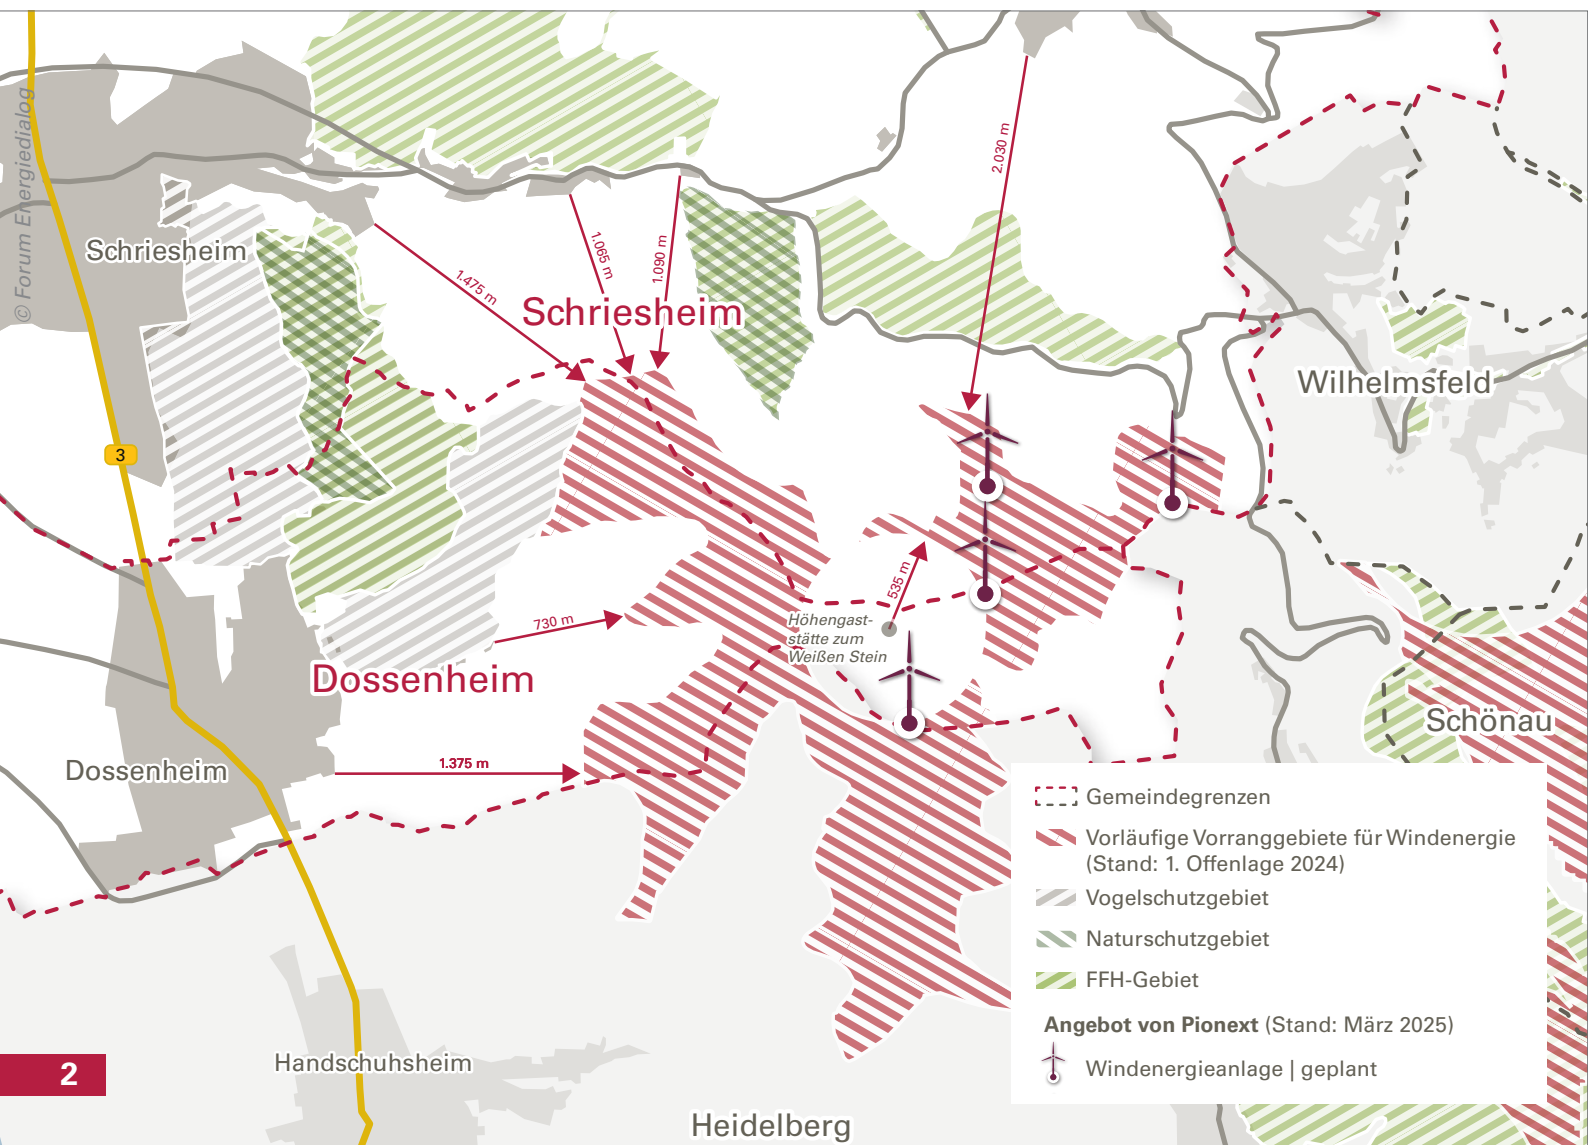 © Forum Energiedialog
Schriesheim
3
1.475 m
1.065 m
1.090 m
2.030 m
Schriesheim
Wilhelmsfeld
535 m
730 m
Höhengast-
stätte zum
Weißen Stein
Dossenheim
Schönau
Dossenheim
1.375 m
Gemeindegrenzen
Vorläufige Vorranggebiete für Windenergie
(Stand: 1. Offenlage 2024)
Vogelschutzgebiet
Naturschutzgebiet
FFH-Gebiet
Angebot von Pionext (Stand: März 2025)
Windenergieanlage | geplant
Handschuhsheim
2
Heidelberg